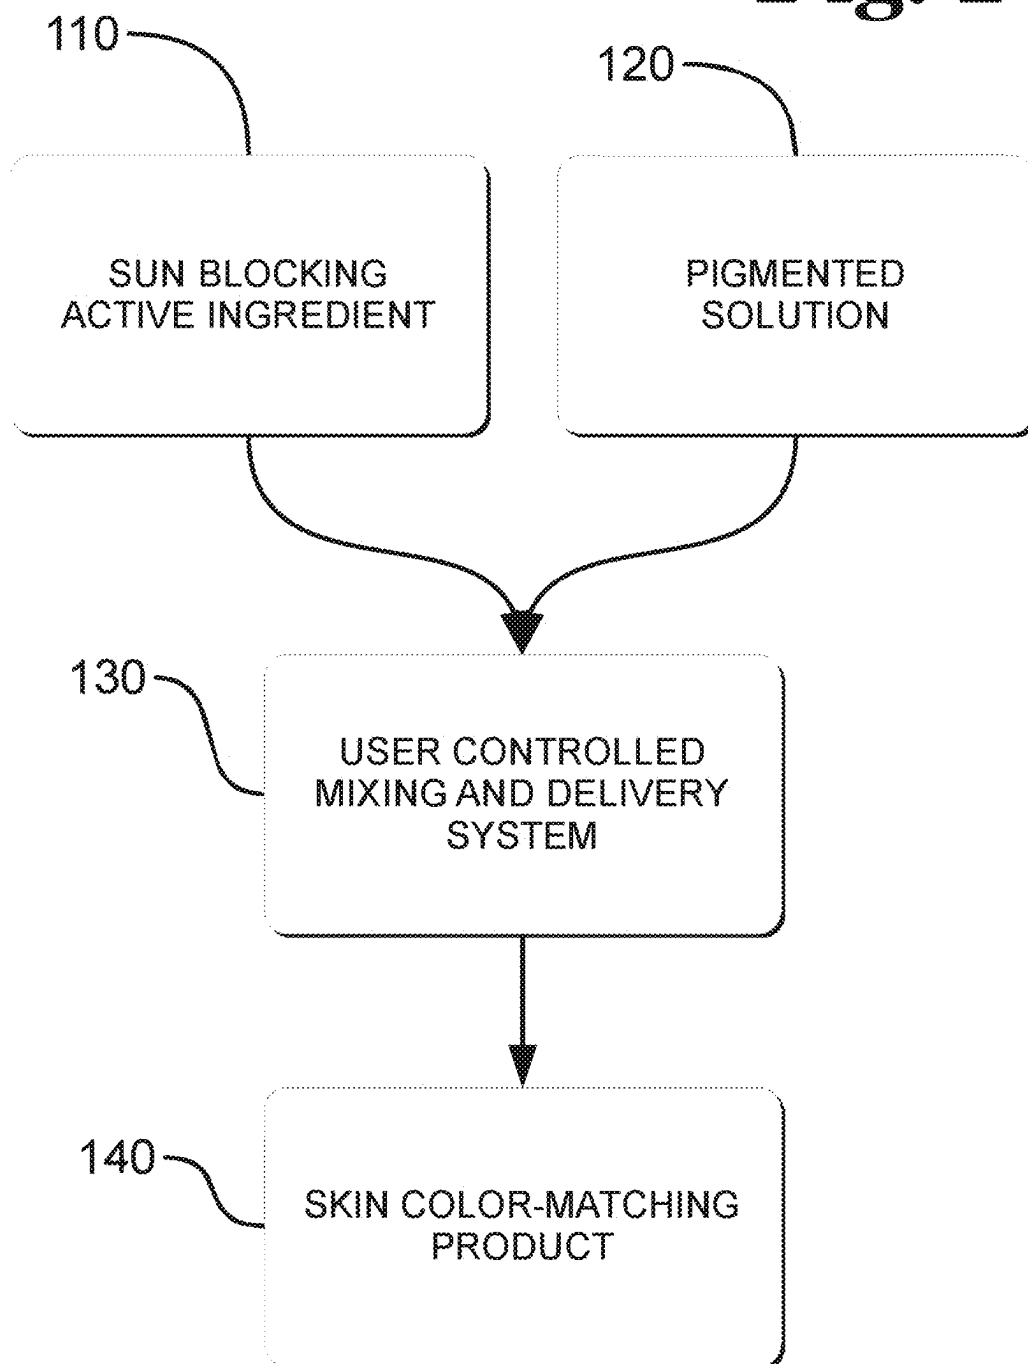 110
120
SUN BLOCKING
ACTIVE INGREDIENT
PIGMENTED
SOLUTION
130
USER CONTROLLED
MIXING AND DELIVERY
SYSTEM
140
SKIN COLOR-MATCHING
PRODUCT